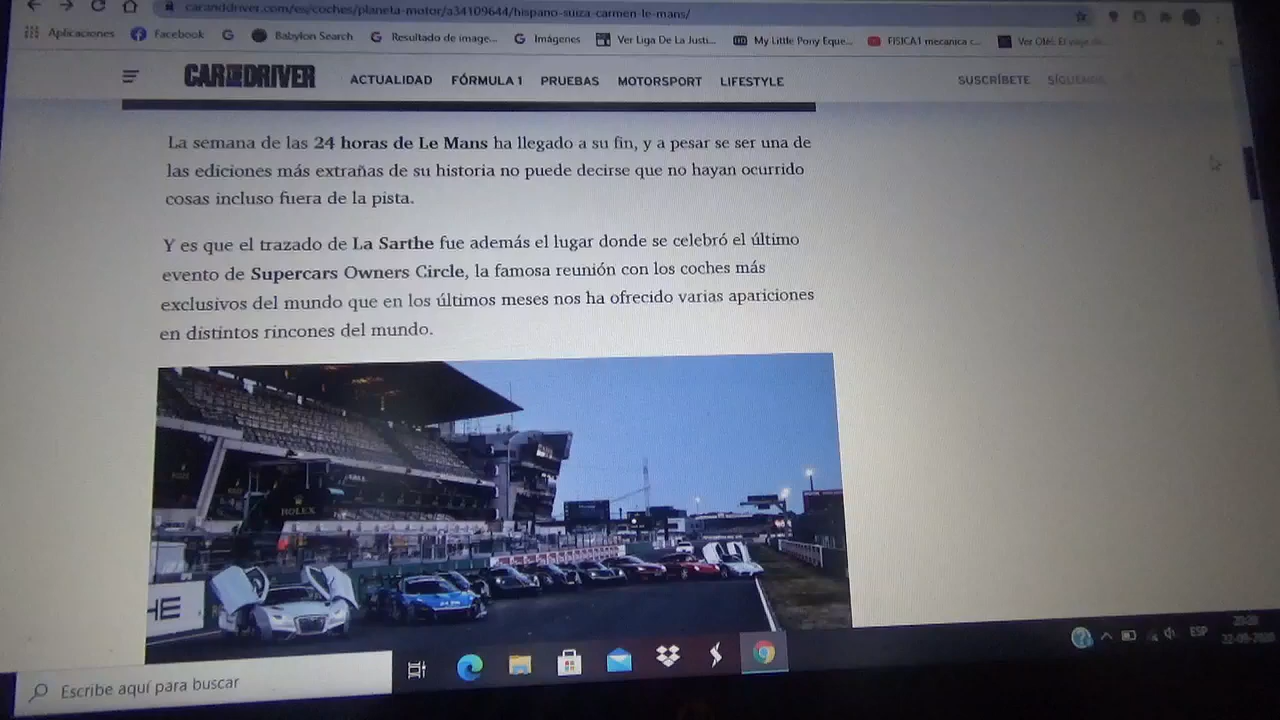 caranddriver.com/es/coches/planeta-motor/a34109644/hispano-suiza-carmen-le-mans/
Aplicaciones Facebook Babylon Search Resultado de image... Imágenes Ver Liga De La Justi... My Little Pony Eque... FISICA1 mecanica c... Ver Olé! El viaje de...
CAR AND DRIVER ACTUALIDAD FÓRMULA 1 PRUEBAS MOTORSPORT LIFESTYLE SUSCRÍBETE SÍGUENOS
La semana de las 24 horas de Le Mans ha llegado a su fin, y a pesar se ser una de
las ediciones más extrañas de su historia no puede decirse que no hayan ocurrido
cosas incluso fuera de la pista.
Y es que el trazado de La Sarthe fue además el lugar donde se celebró el último
evento de Supercars Owners Circle, la famosa reunión con los coches más
exclusivos del mundo que en los últimos meses nos ha ofrecido varias apariciones
en distintos rincones del mundo.
ROLEX
HE
ESP
Escribe aquí para buscar